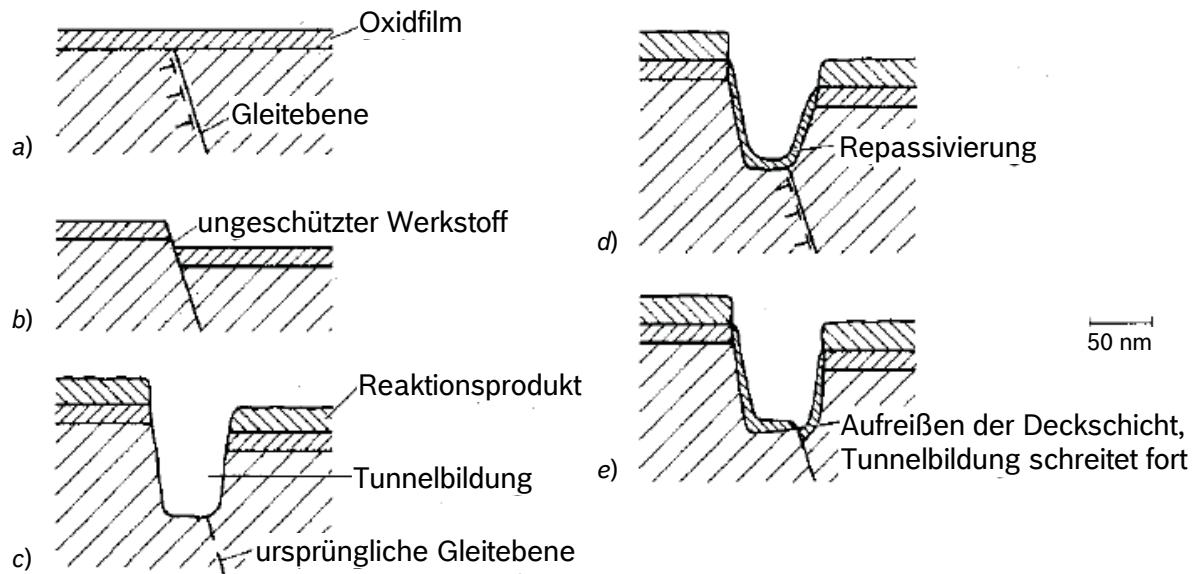 Oxidfilm
Gleitebene
a)
ungeschützter Werkstoff
b)
Reaktionsprodukt
Tunnelbildung
ursprüngliche Gleitebene
c)
Repassivierung
d)
50 nm
Aufreißen der Deckschicht,
Tunnelbildung schreitet fort
e)